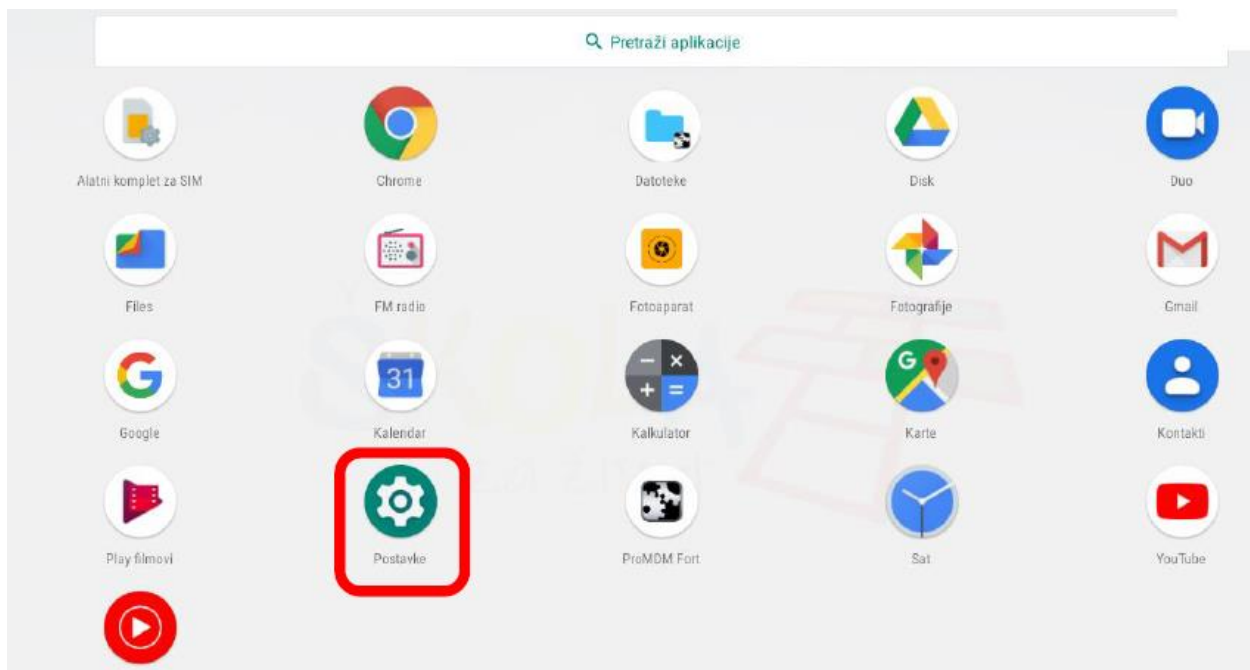 Pretraži aplikacije
Alatni komplet za SIM
Chrome
Datoteke
Disk
Duo
Files
FM radio
Fotoaparat
Fotografije
Gmail
Google
Kalendar
Kalkulator
Karte
Kontakti
Play filmovi
Postavke
ProMDM Fort
Sat
YouTube